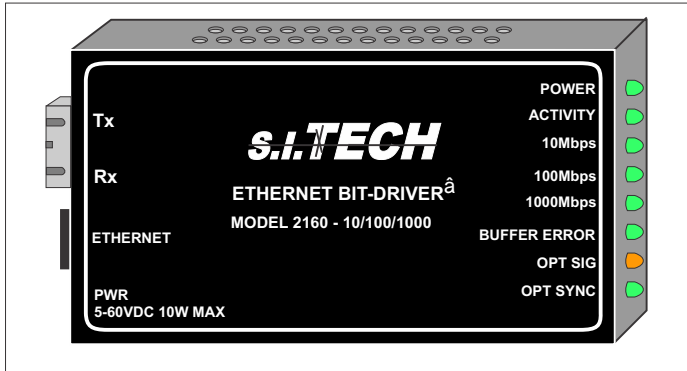 Tx
Rx
ETHERNET
PWR
5-60VDC 10W MAX
S.I.TECH
ETHERNET BIT-DRIVERâ
MODEL 2160 - 10/100/1000
POWER
ACTIVITY
10Mbps
100Mbps
1000Mbps
BUFFER ERROR
OPT SIG
OPT SYNC